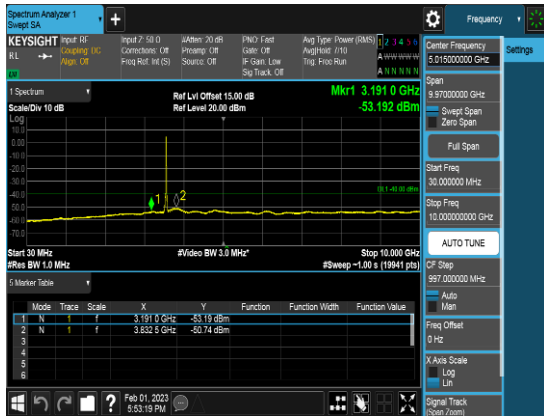 Spectrum Analyzer 1
Swept SA
+
Frequency
KEYSIGHT Input: RF Input Z: 50 Ω #Atten: 20 dB PNO: Fast Avg Type: Power (RMS) 1 2 3 4 5 6
RL Coupling: DC Corrections: Off Preamp: Off Gate: Off Avg|Hold: 7/10 A W W W W W
Align: Off Freq Ref: Int (S) Source: Off IF Gain: Low Trig: Free Run
Sig Track: Off A N N N N N
Center Frequency
5.015000000 GHz
Settings
Span
9.97000000 GHz
Swept Span
Zero Span
Full Span
Start Freq
30.000000 MHz
Stop Freq
10.000000000 GHz
AUTO TUNE
CF Step
997.000000 MHz
Auto
Man
Freq Offset
0 Hz
X Axis Scale
Log
Lin
Signal Track
(Span Zoom)
1 Spectrum
Scale/Div 10 dB
Ref Lvl Offset 15.00 dB
Ref Level 20.00 dBm
Mkr1 3.191 0 GHz
-53.192 dBm
Log
10.0
0.00
-10.0
-20.0
-30.0
-40.0
-50.0
-60.0
-70.0
DL1 -40.00 dBm
1
2
Start 30 MHz #Video BW 3.0 MHz* Stop 10.000 GHz
#Res BW 1.0 MHz #Sweep ~1.00 s (19941 pts)
5 Marker Table
Mode Trace Scale X Y Function Function Width Function Value
1 N 1 f 3.191 0 GHz -53.19 dBm
2 N 1 f 3.832 5 GHz -50.74 dBm
3
4
5
6
?
Feb 01, 2023
5:53:19 PM